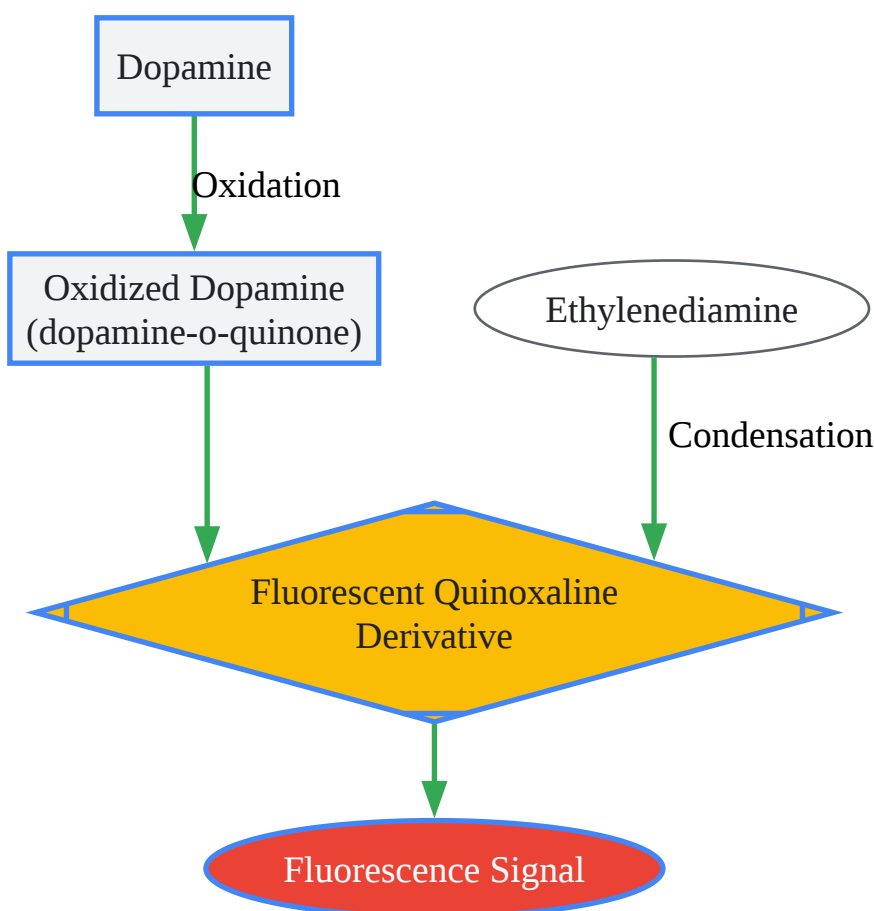 Dopamine
Oxidation
Oxidized Dopamine
(dopamine-o-quinone)
Ethylenediamine
Condensation
Fluorescent Quinoxaline
Derivative
Fluorescence Signal